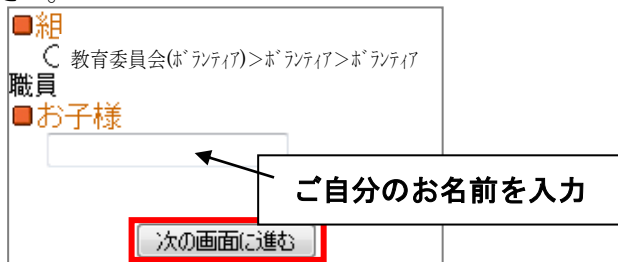 ■組
教育委員会(ﾎﾞﾗﾝﾃｨｱ)>ﾎﾞﾗﾝﾃｨｱ>ﾎﾞﾗﾝﾃｨｱ
職員
■お子様
ご自分のお名前を入力
次の画面に進む